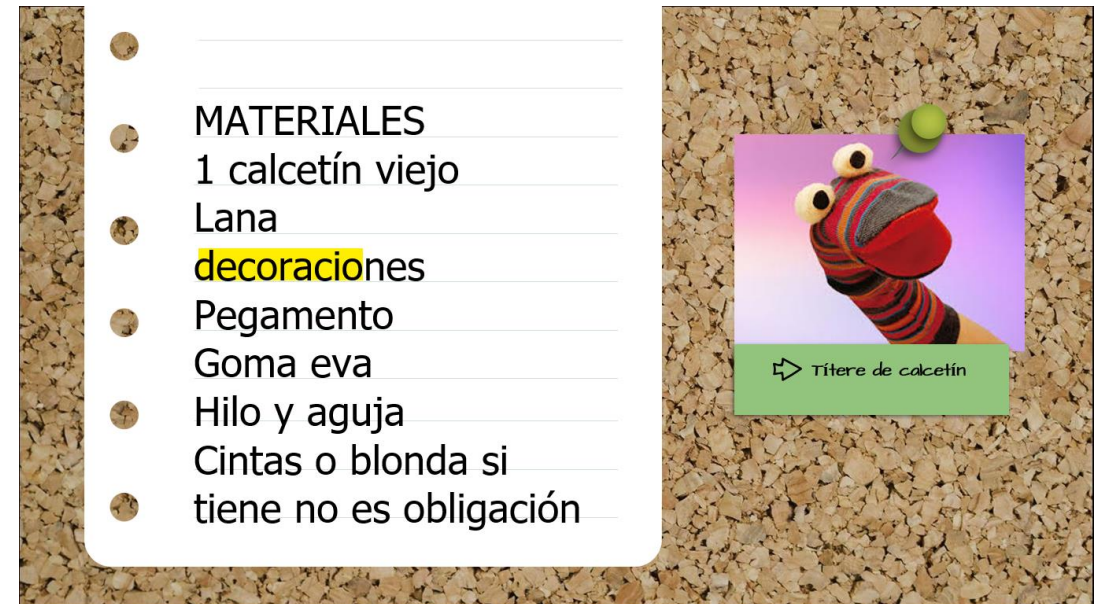 MATERIALES
1 calcetín viejo
Lana
decoraciones
Pegamento
Goma eva
Hilo y aguja
Cintas o blonda si
tiene no es obligación
Títere de calcetín